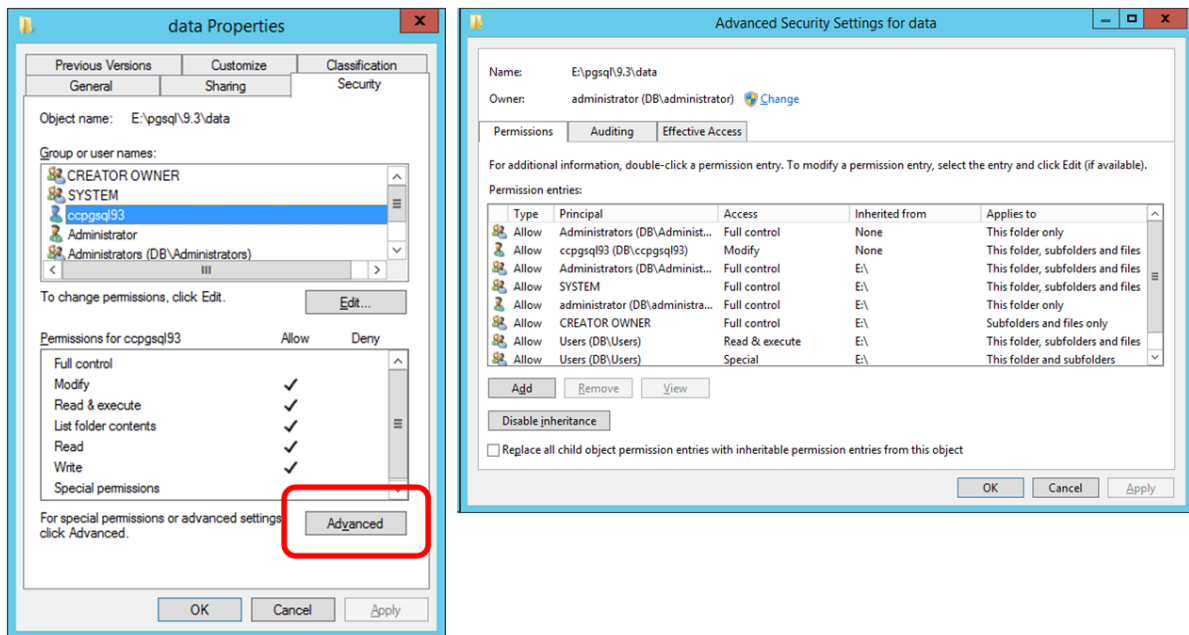 data Properties
x
Previous Versions Customize Classification
General Sharing Security
Object name: E:\pgsql\9.3\data
Group or user names:
CREATOR OWNER
SYSTEM
ccpgsql93
Administrator
Administrators (DB\Administrators)
To change permissions, click Edit.
Edit...
Permissions for ccpgsql93 Allow Deny
Full control
Modify
Read & execute
List folder contents
Read
Write
Special permissions
For special permissions or advanced settings,
click Advanced.
Advanced
OK Cancel Apply
Advanced Security Settings for data
x
Name: E:\pgsql\9.3\data
Owner: administrator (DB\administrator) Change
Permissions Auditing Effective Access
For additional information, double-click a permission entry. To modify a permission entry, select the entry and click Edit (if available).
Permission entries:
Type Principal Access Inherited from Applies to
Allow Administrators (DB\Administ... Full control None This folder only
Allow ccpgsql93 (DB\ccpgsql93) Modify None This folder, subfolders and files
Allow Administrators (DB\Administ... Full control E:\ This folder, subfolders and files
Allow SYSTEM Full control E:\ This folder, subfolders and files
Allow administrator (DB\administra... Full control E:\ This folder only
Allow CREATOR OWNER Full control E:\ Subfolders and files only
Allow Users (DB\Users) Read & execute E:\ This folder, subfolders and files
Allow Users (DB\Users) Special E:\ This folder and subfolders
Add Remove View
Disable inheritance
Replace all child object permission entries with inheritable permission entries from this object
OK Cancel Apply